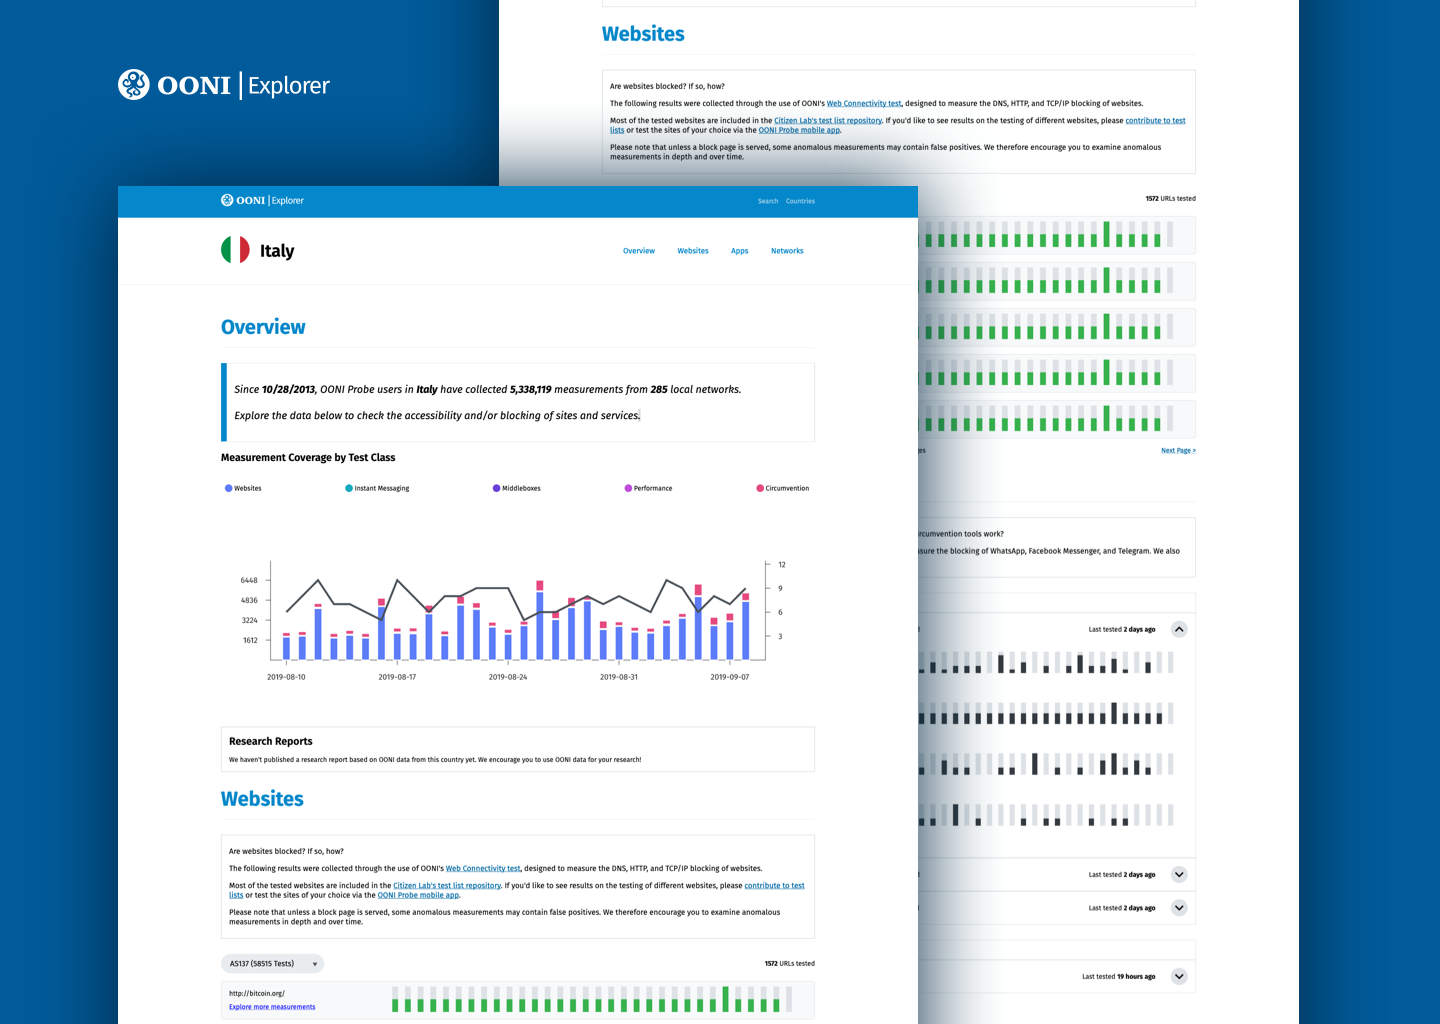 OONI | Explorer
OONI | Explorer
Search Countries
Italy
Overview Websites Apps Networks
Overview
Since 10/28/2013, OONI Probe users in Italy have collected 5,338,119 measurements from 285 local networks.
Explore the data below to check the accessibility and/or blocking of sites and services.
Measurement Coverage by Test Class
Websites Instant Messaging Middleboxes Performance Circumvention
6448
4836
3224
1612
12
9
6
3
2019-08-10 2019-08-17 2019-08-24 2019-08-31 2019-09-07
Research Reports
We haven't published a research report based on OONI data from this country yet. We encourage you to use OONI data for your research!
Websites
Are websites blocked? If so, how?
The following results were collected through the use of OONI's Web Connectivity test, designed to measure the DNS, HTTP, and TCP/IP blocking of websites.
Most of the tested websites are included in the Citizen Lab's test list repository. If you'd like to see results on the testing of different websites, please contribute to test
lists or test the sites of your choice via the OONI Probe mobile app.
Please note that unless a block page is served, some anomalous measurements may contain false positives. We therefore encourage you to examine anomalous
measurements in depth and over time.
AS137 (58515 Tests)
1572 URLs tested
http://bitcoin.org/
Explore more measurements
Websites
Are websites blocked? If so, how?
The following results were collected through the use of OONI's Web Connectivity test, designed to measure the DNS, HTTP, and TCP/IP blocking of websites.
Most of the tested websites are included in the Citizen Lab's test list repository. If you'd like to see results on the testing of different websites, please contribute to test
lists or test the sites of your choice via the OONI Probe mobile app.
Please note that unless a block page is served, some anomalous measurements may contain false positives. We therefore encourage you to examine anomalous
measurements in depth and over time.
1572 URLs tested
Next Page >
rcumvention tools work?
sure the blocking of WhatsApp, Facebook Messenger, and Telegram. We also
Last tested 2 days ago
Last tested 2 days ago
Last tested 2 days ago
Last tested 19 hours ago